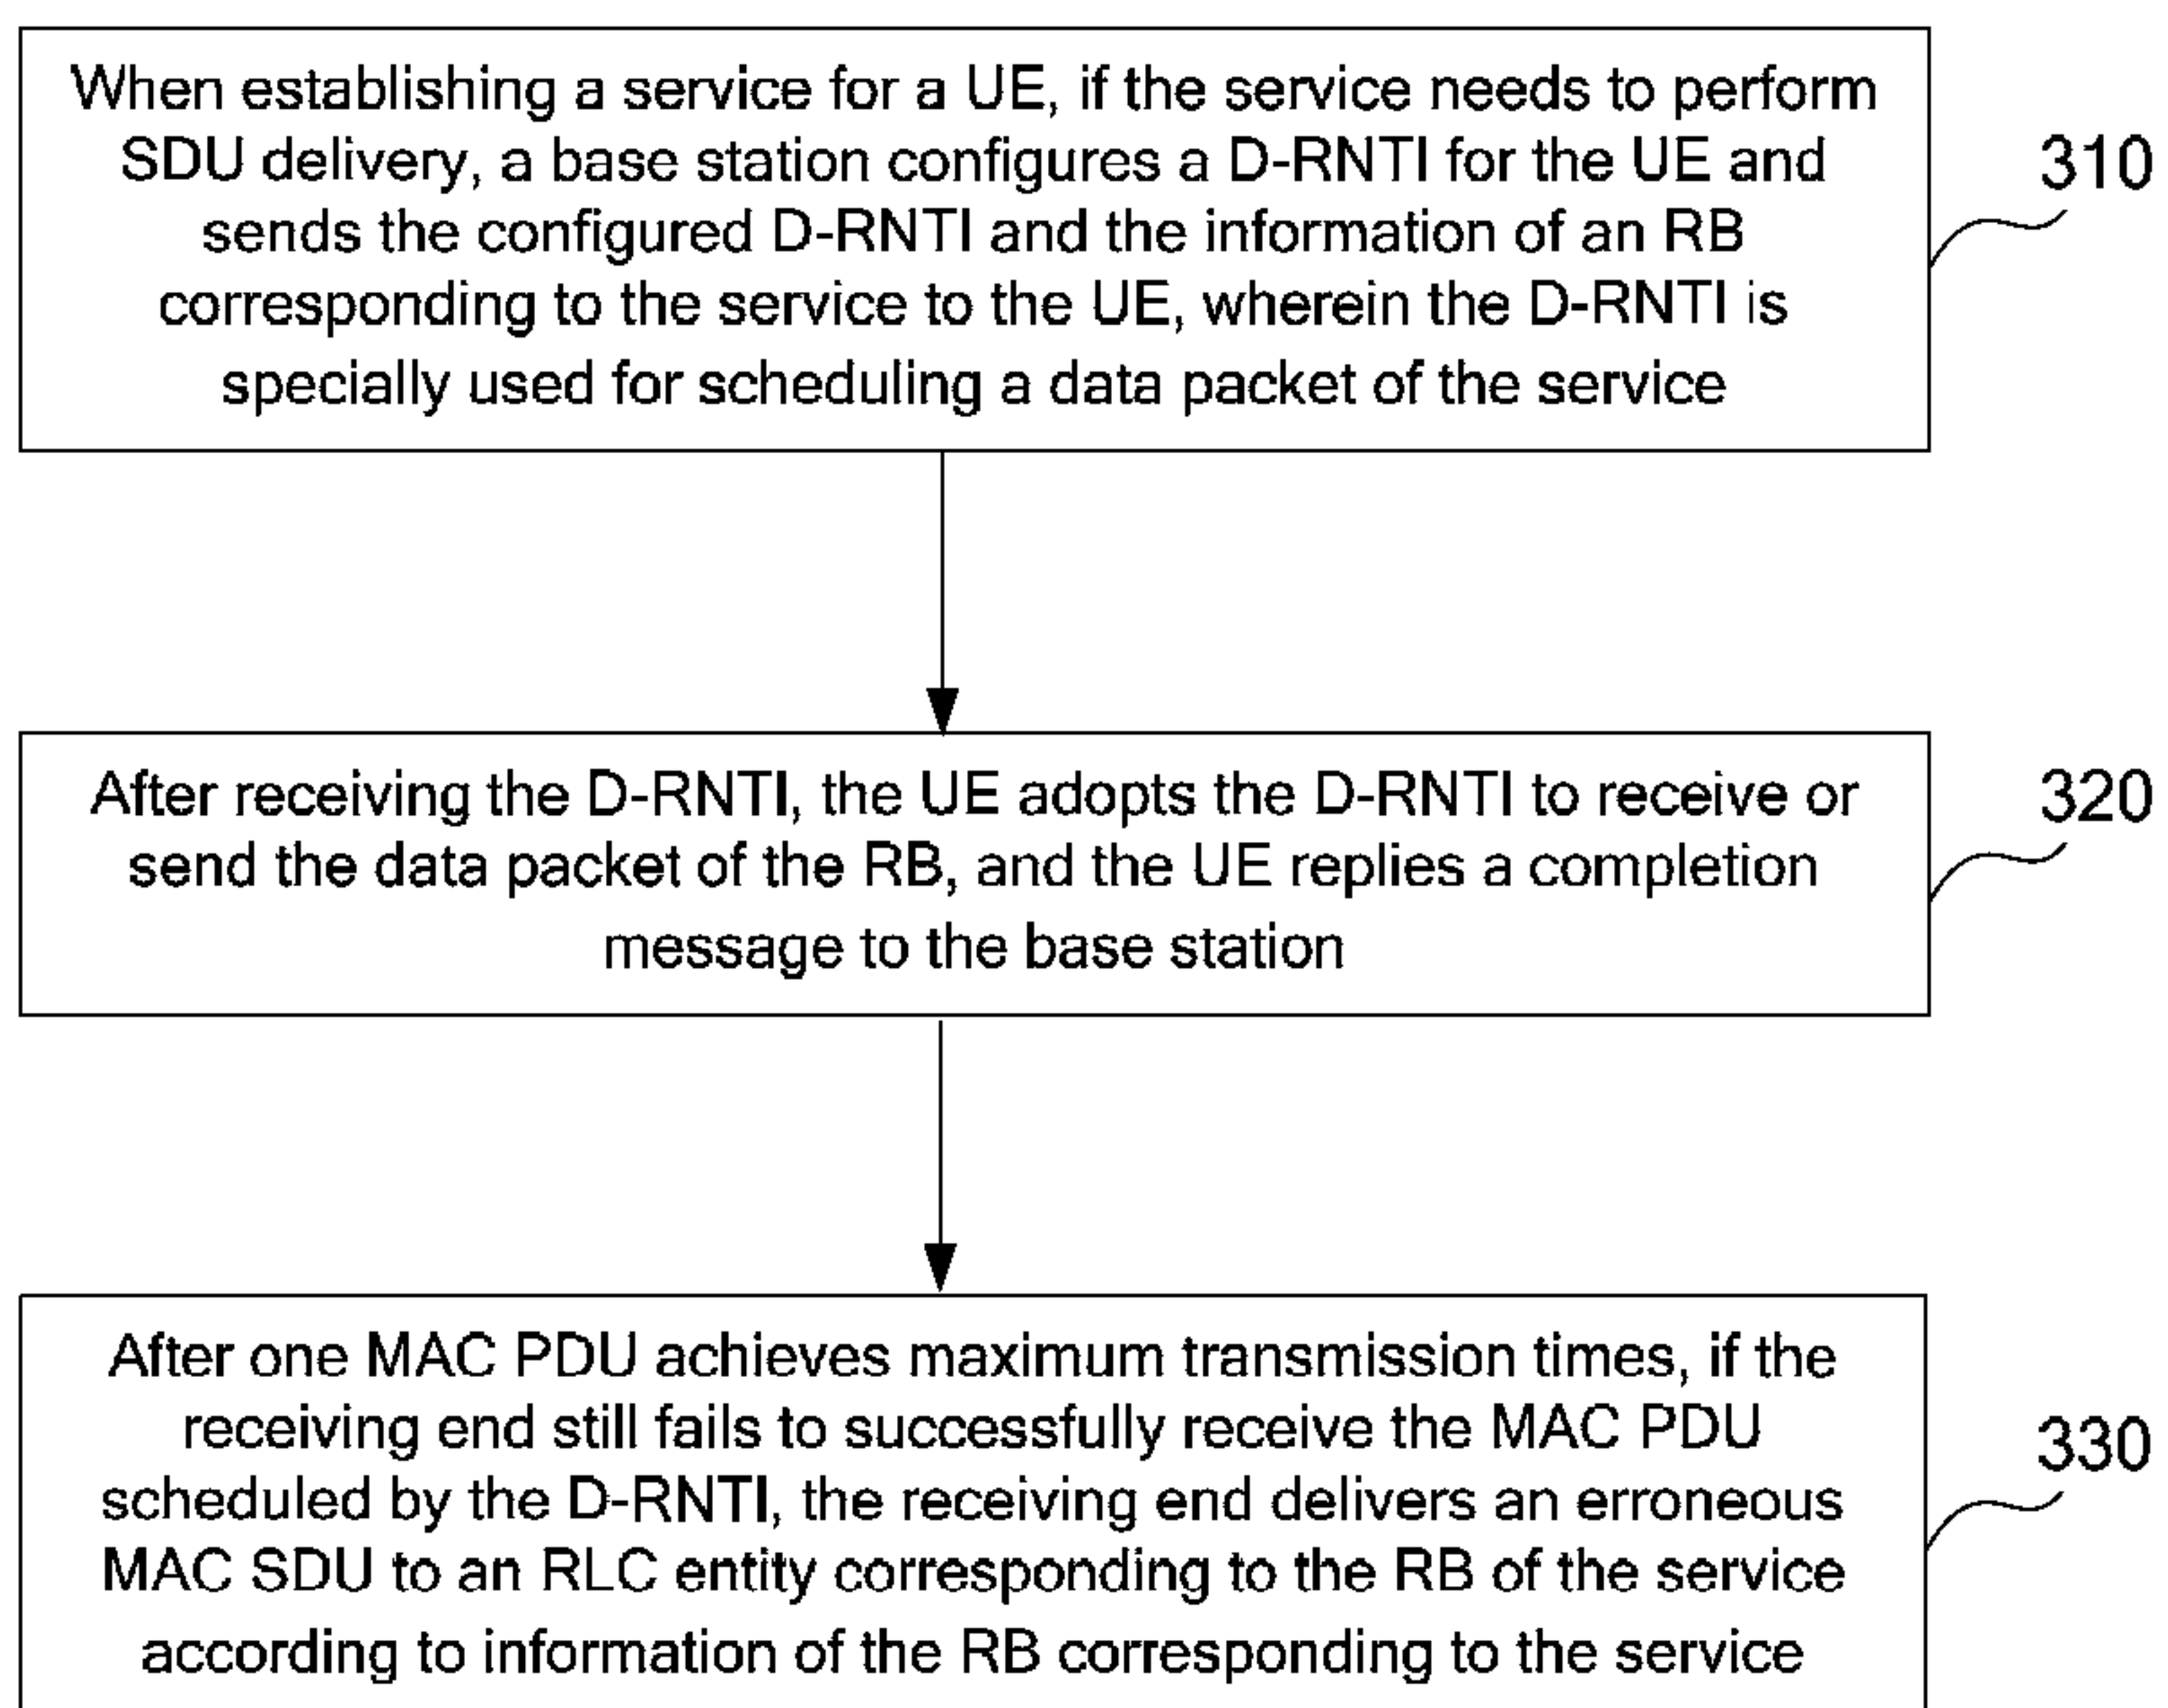 When establishing a service for a UE, if the service needs to perform
SDU delivery, a base station configures a D-RNTI for the UE and
sends the configured D-RNTI and the information of an RB
corresponding to the service to the UE, wherein the D-RNTI is
specially used for scheduling a data packet of the service
310
After receiving the D-RNTI, the UE adopts the D-RNTI to receive or
send the data packet of the RB, and the UE replies a completion
message to the base station
320
After one MAC PDU achieves maximum transmission times, if the
receiving end still fails to successfully receive the MAC PDU
scheduled by the D-RNTI, the receiving end delivers an erroneous
MAC SDU to an RLC entity corresponding to the RB of the service
according to information of the RB corresponding to the service
330